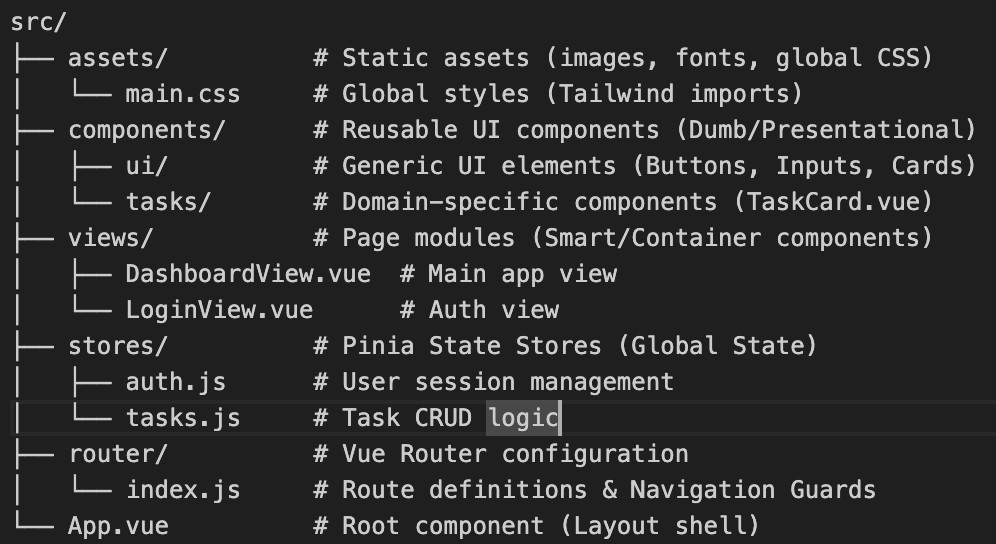 src/
├── assets/          # Static assets (images, fonts, global CSS)
│   └── main.css     # Global styles (Tailwind imports)
├── components/      # Reusable UI components (Dumb/Presentational)
│   ├── ui/          # Generic UI elements (Buttons, Inputs, Cards)
│   └── tasks/       # Domain-specific components (TaskCard.vue)
├── views/           # Page modules (Smart/Container components)
│   ├── DashboardView.vue  # Main app view
│   └── LoginView.vue      # Auth view
├── stores/          # Pinia State Stores (Global State)
│   ├── auth.js      # User session management
│   └── tasks.js     # Task CRUD logic
├── router/          # Vue Router configuration
│   └── index.js     # Route definitions & Navigation Guards
└── App.vue          # Root component (Layout shell)